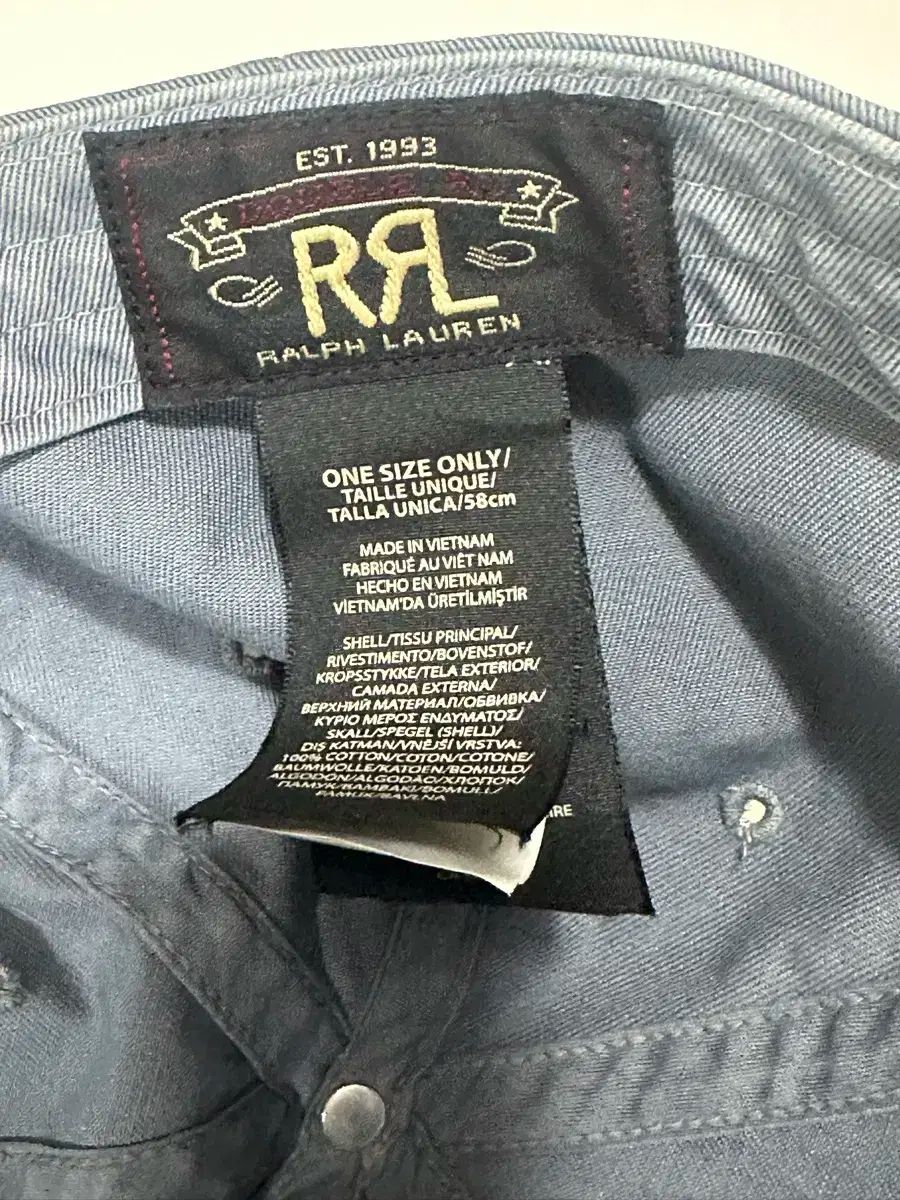 EST. 1993
RRL
RALPH LAUREN
ONE SIZE ONLY/
TAILLE UNIQUE/
TALLA UNICA/58cm
MADE IN VIETNAM
FABRIQUÉ AU VIÊT NAM
HECHO EN VIETNAM
VİETNAM'DA ÜRETİLMİŞTİR
SHELL/TISSU PRINCIPAL/
RIVESTIMENTO/BOVENSTOF/
KROPSSTYKKE/TELA EXTERIOR/
CAMADA EXTERNA/
ВЕРХНИЙ МАТЕРИАЛ/ОБВИВКА/
ΚΥΡΙΟ ΜΕΡΟΣ ΕΝΔΥΜΑΤΟΣ/
SKALL/SPEGEL (SHELL)/
DIŞ KATMAN/VNĚJŠÍ VRSTVA:
100% COTTON/COTON/COTONE/
BAUMWOLLE/KATOEN/BOMULD/
ALGODON/ALGODÃO/ХЛОПОК/
ПАМУК/ΒΑΜΒΑΚΙ/BOMULL/
PAMUK/BAVLNA